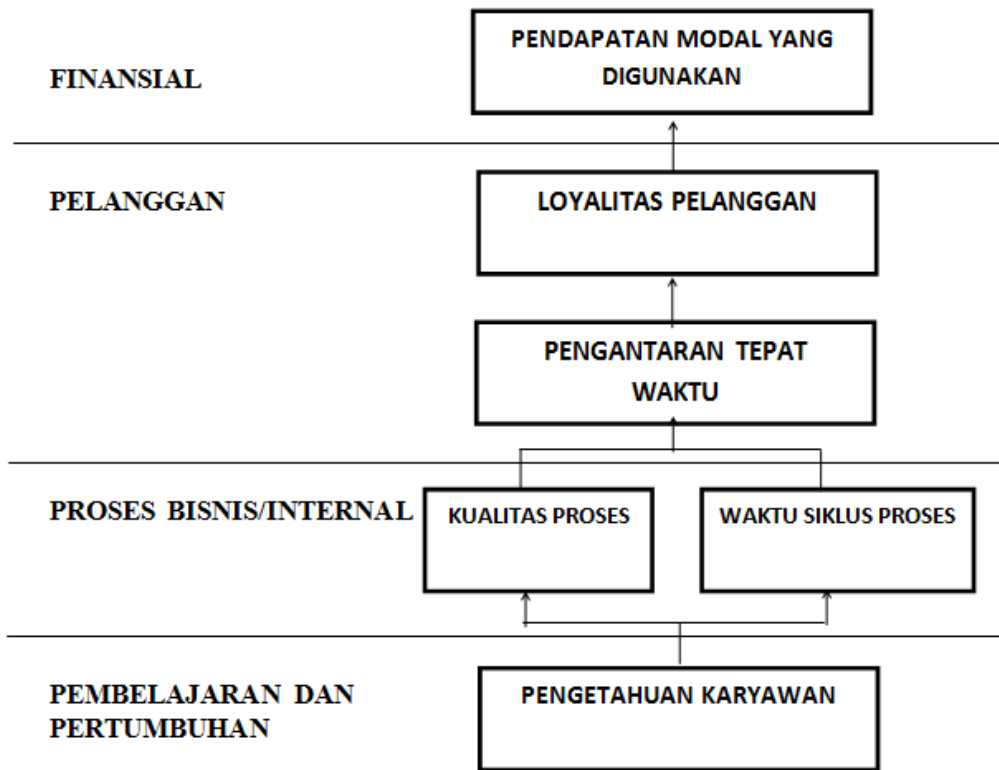 PENDAPATAN MODAL YANG
DIGUNAKAN
FINANSIAL
PELANGGAN
LOYALITAS PELANGGAN
PENGANTARAN TEPAT
WAKTU
PROSES BISNIS/INTERNAL
KUALITAS PROSES
WAKTU SIKLUS PROSES
PEMBELAJARAN DAN
PERTUMBUHAN
PENGETAHUAN KARYAWAN